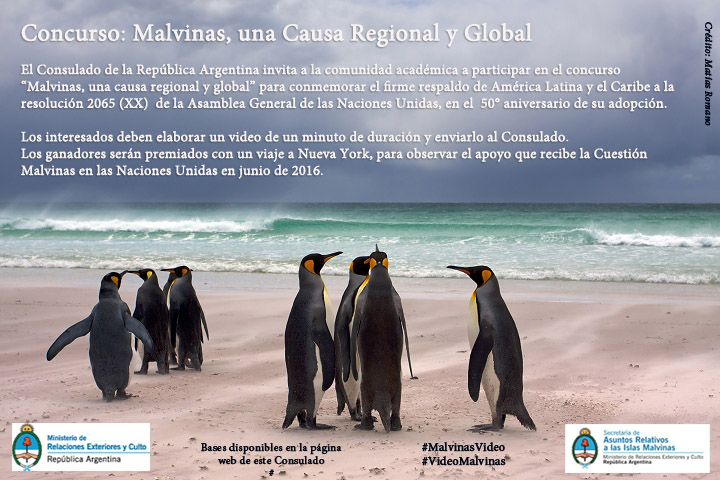 Concurso: Malvinas, una Causa Regional y Global
Crédito: Matías Romano
El Consulado de la República Argentina invita a la comunidad académica a participar en el concurso
“Malvinas, una causa regional y global” para conmemorar el firme respaldo de América Latina y el Caribe a la
resolución 2065 (XX) de la Asamblea General de las Naciones Unidas, en el 50° aniversario de su adopción.
Los interesados deben elaborar un video de un minuto de duración y enviarlo al Consulado.
Los ganadores serán premiados con un viaje a Nueva York, para observar el apoyo que recibe la Cuestión
Malvinas en las Naciones Unidas en junio de 2016.
Ministerio de
Relaciones Exteriores y Culto
República Argentina
Bases disponibles en la página
web de este Consulado
#
#MalvinasVideo
#VideoMalvinas
Secretaría de
Asuntos Relativos
a las Islas Malvinas
Ministerio de Relaciones Exteriores y Culto
República Argentina